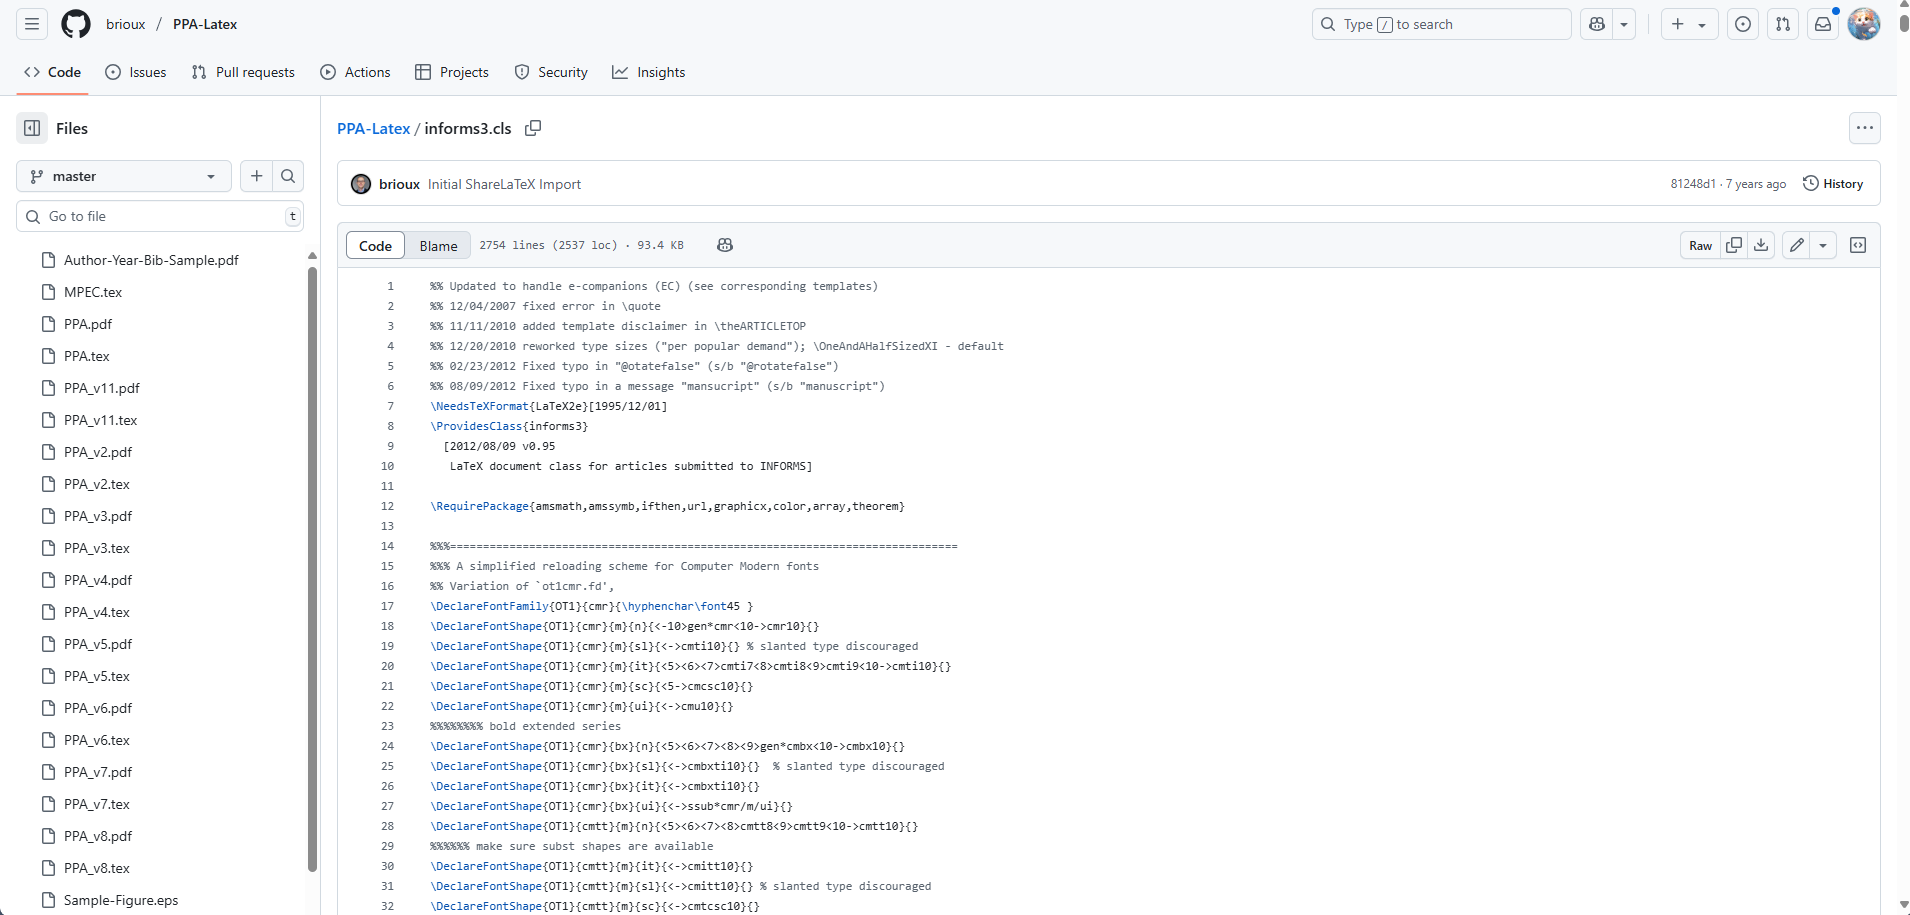 brioux / PPA-Latex
Type / to search
Code
Issues
Pull requests
Actions
Projects
Security
Insights
Files
master
Go to file
t
Author-Year-Bib-Sample.pdf
MPEC.tex
PPA.pdf
PPA.tex
PPA_v11.pdf
PPA_v11.tex
PPA_v2.pdf
PPA_v2.tex
PPA_v3.pdf
PPA_v3.tex
PPA_v4.pdf
PPA_v4.tex
PPA_v5.pdf
PPA_v5.tex
PPA_v6.pdf
PPA_v6.tex
PPA_v7.pdf
PPA_v7.tex
PPA_v8.pdf
PPA_v8.tex
Sample-Figure.eps
PPA-Latex / informs3.cls
brioux Initial ShareLaTeX Import
81248d1 · 7 years ago
History
Code
Blame
2754 lines (2537 loc) · 93.4 KB
Raw
1 %% Updated to handle e-companions (EC) (see corresponding templates)
2 %% 12/04/2007 fixed error in \quote
3 %% 11/11/2010 added template disclaimer in \theARTICLETOP
4 %% 12/20/2010 reworked type sizes ("per popular demand"); \OneAndAHalfSizedXI - default
5 %% 02/23/2012 Fixed typo in "@otatefalse" (s/b "@rotatefalse")
6 %% 08/09/2012 Fixed typo in a message "mansucript" (s/b "manuscript")
7 \NeedsTeXFormat{LaTeX2e}[1995/12/01]
8 \ProvidesClass{informs3}
9 [2012/08/09 v0.95
10 LaTeX document class for articles submitted to INFORMS]
11
12 \RequirePackage{amsmath,amssymb,ifthen,url,graphicx,color,array,theorem}
13
14 %%%=============================================================================
15 %%% A simplified reloading scheme for Computer Modern fonts
16 %% Variation of `ot1cmr.fd',
17 \DeclareFontFamily{OT1}{cmr}{\hyphenchar\font45 }
18 \DeclareFontShape{OT1}{cmr}{m}{n}{<-10>gen*cmr<10->cmr10}{}
19 \DeclareFontShape{OT1}{cmr}{m}{sl}{<->cmti10}{} % slanted type discouraged
20 \DeclareFontShape{OT1}{cmr}{m}{it}{<5><6><7>cmti7<8>cmti8<9>cmti9<10->cmti10}{}
21 \DeclareFontShape{OT1}{cmr}{m}{sc}{<5->cmcsc10}{}
22 \DeclareFontShape{OT1}{cmr}{m}{ui}{<->cmu10}{}
23 %%%%%%%% bold extended series
24 \DeclareFontShape{OT1}{cmr}{bx}{n}{<5><6><7><8><9>gen*cmbx<10->cmbx10}{}
25 \DeclareFontShape{OT1}{cmr}{bx}{sl}{<->cmbxti10}{} % slanted type discouraged
26 \DeclareFontShape{OT1}{cmr}{bx}{it}{<->cmbxti10}{}
27 \DeclareFontShape{OT1}{cmr}{bx}{ui}{<->ssub*cmr/m/ui}{}
28 \DeclareFontShape{OT1}{cmtt}{m}{n}{<5><6><7><8>cmtt8<9>cmtt9<10->cmtt10}{}
29 %%%%%% make sure subst shapes are available
30 \DeclareFontShape{OT1}{cmtt}{m}{it}{<->cmitt10}{}
31 \DeclareFontShape{OT1}{cmtt}{m}{sl}{<->cmitt10}{} % slanted type discouraged
32 \DeclareFontShape{OT1}{cmtt}{m}{sc}{<->cmtcsc10}{}